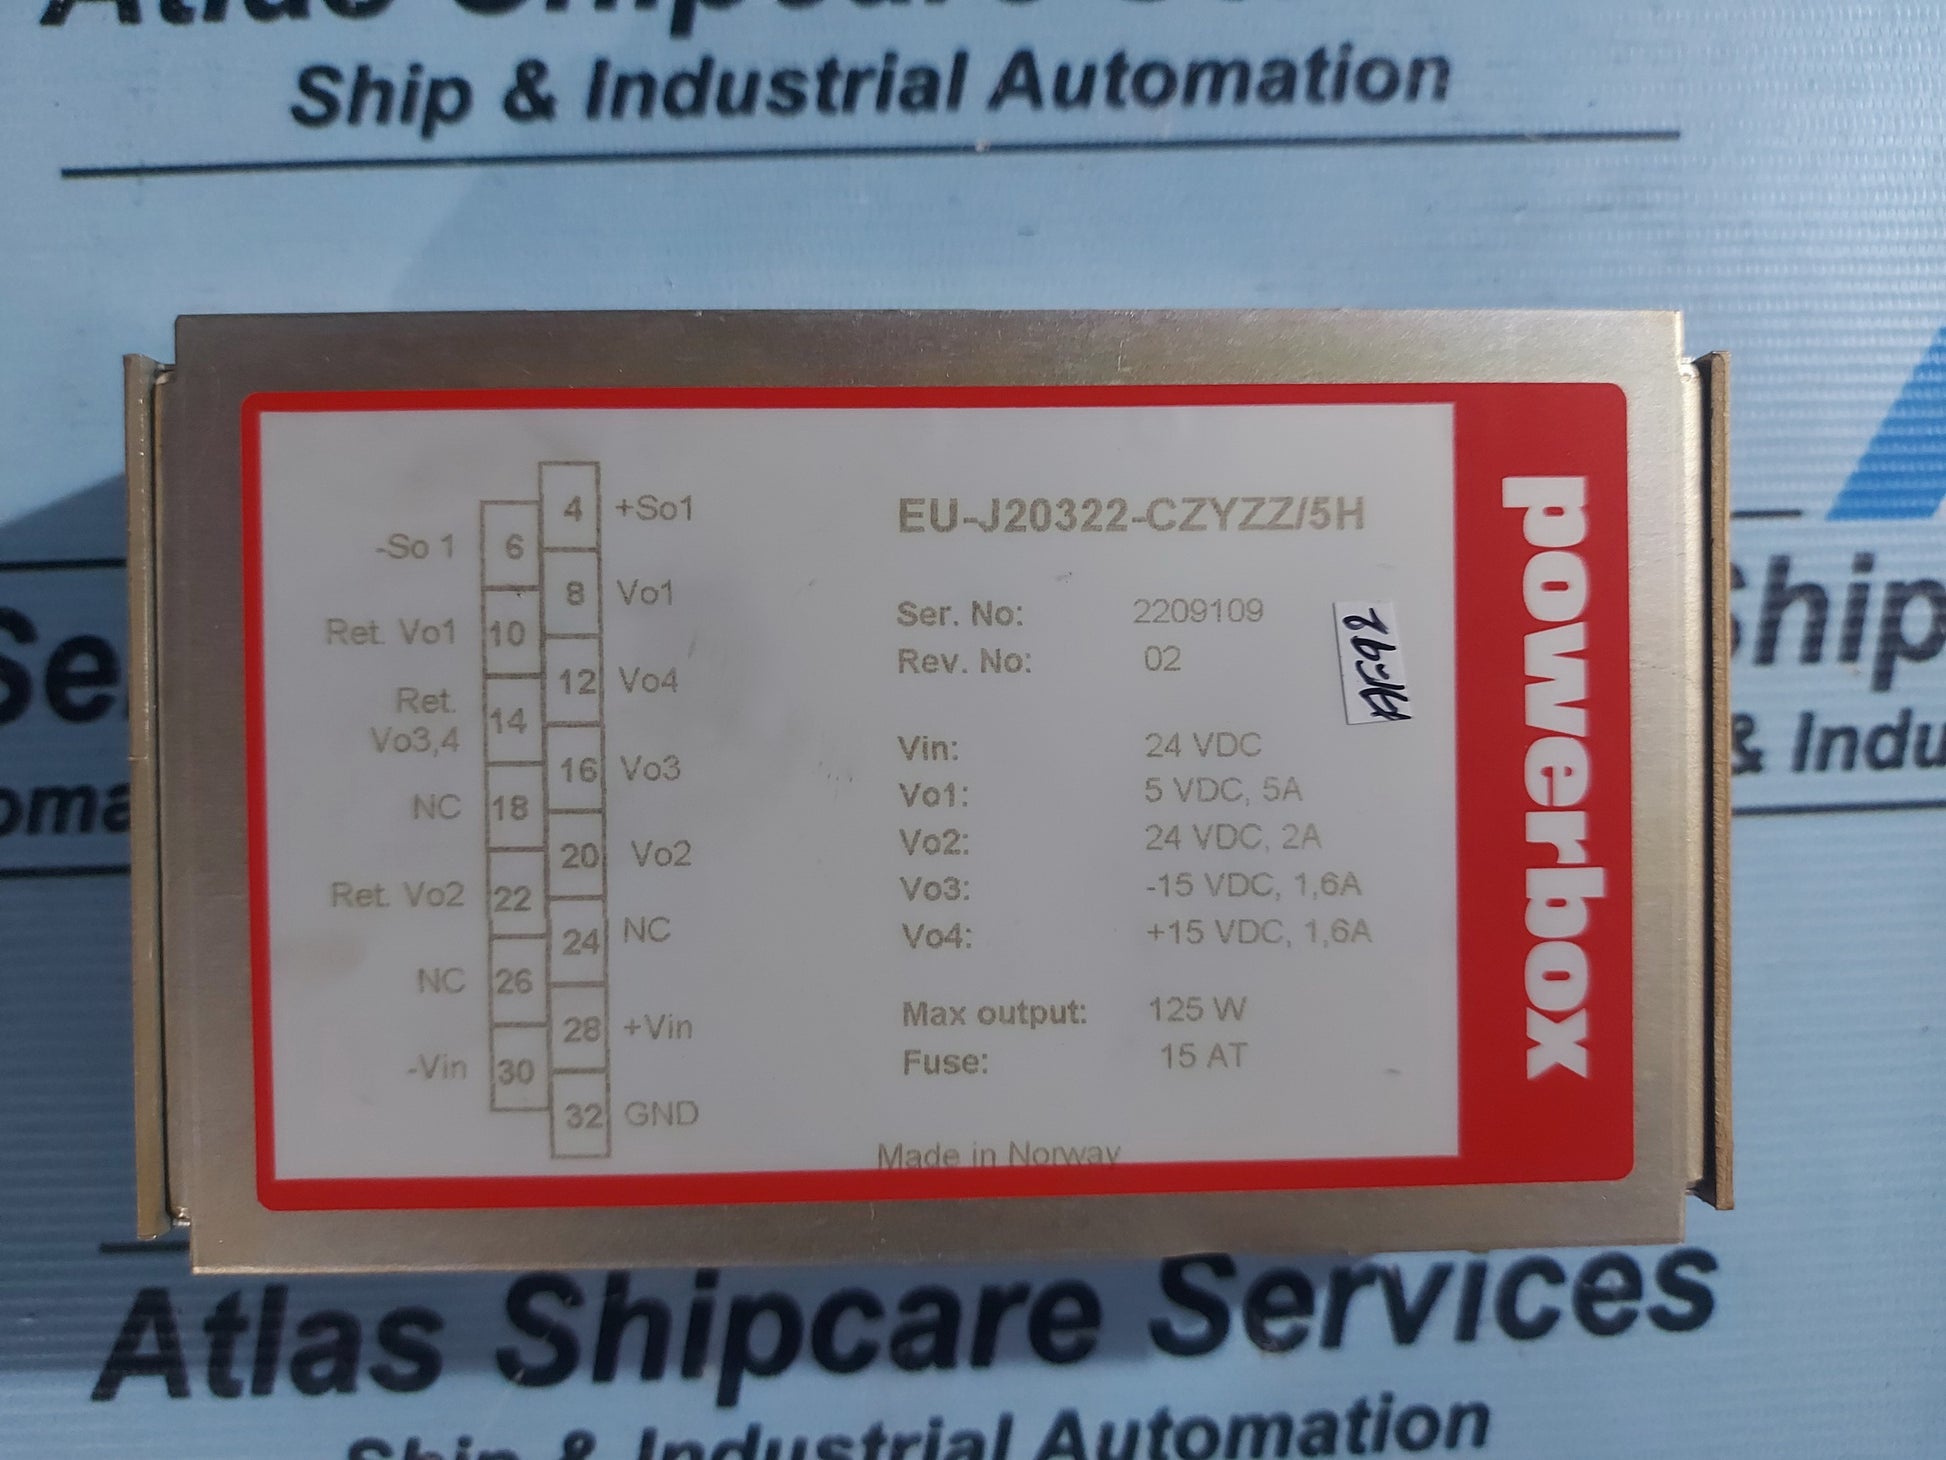 Ship & Industrial Automation
4 +So1
-So 1 6
8 Vo1
Ret. Vo1 10
12 Vo4
Ret.
Vo3,4 14
16 Vo3
NC 18
20 Vo2
Ret. Vo2 22
24 NC
NC 26
28 +Vin
-Vin 30
32 GND
EU-J20322-CZYZZ/5H
Ser. No: 2209109
Rev. No: 02
Vin: 24 VDC
Vo1: 5 VDC, 5A
Vo2: 24 VDC, 2A
Vo3: -15 VDC, 1,6A
Vo4: +15 VDC, 1,6A
Max output: 125 W
Fuse: 15 AT
Made in Norway
powerbox
Atlas Shipcare Services
Ship & Industrial Automation